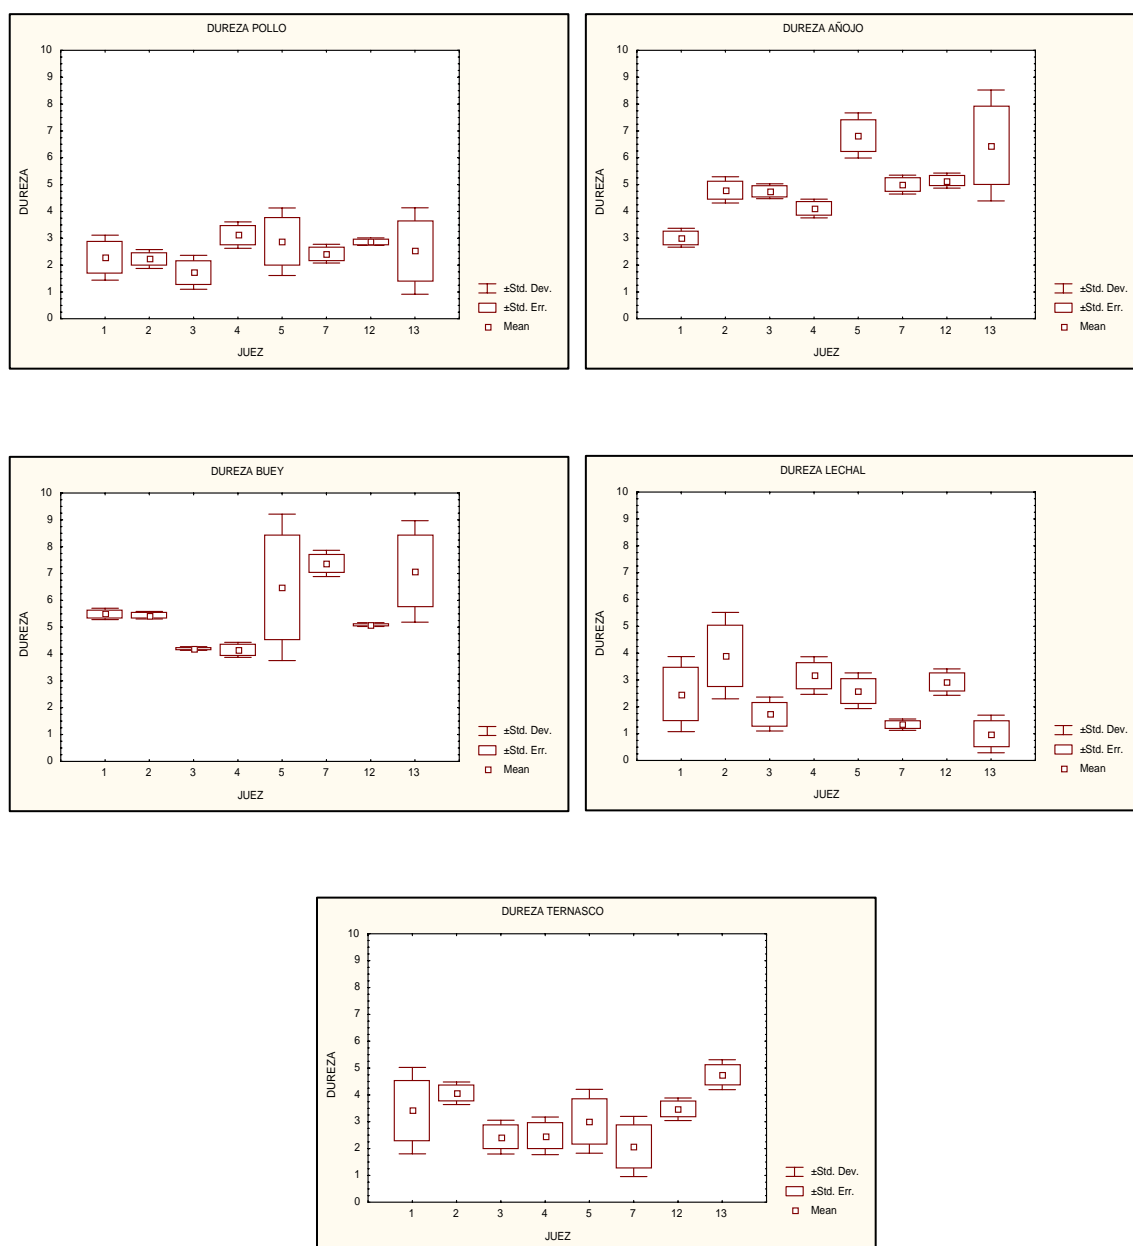 DUREZA POLLO
DUREZA
10
9
8
7
6
5
4
3
2
1
0
1 2 3 4 5 7 12 13
JUEZ
±Std. Dev.
±Std. Err.
Mean
DUREZA AÑOJO
DUREZA
10
9
8
7
6
5
4
3
2
1
0
1 2 3 4 5 7 12 13
JUEZ
±Std. Dev.
±Std. Err.
Mean
DUREZA BUEY
DUREZA
10
9
8
7
6
5
4
3
2
1
0
1 2 3 4 5 7 12 13
JUEZ
±Std. Dev.
±Std. Err.
Mean
DUREZA LECHAL
DUREZA
10
9
8
7
6
5
4
3
2
1
0
1 2 3 4 5 7 12 13
JUEZ
±Std. Dev.
±Std. Err.
Mean
DUREZA TERNASCO
DUREZA
10
9
8
7
6
5
4
3
2
1
0
1 2 3 4 5 7 12 13
JUEZ
±Std. Dev.
±Std. Err.
Mean